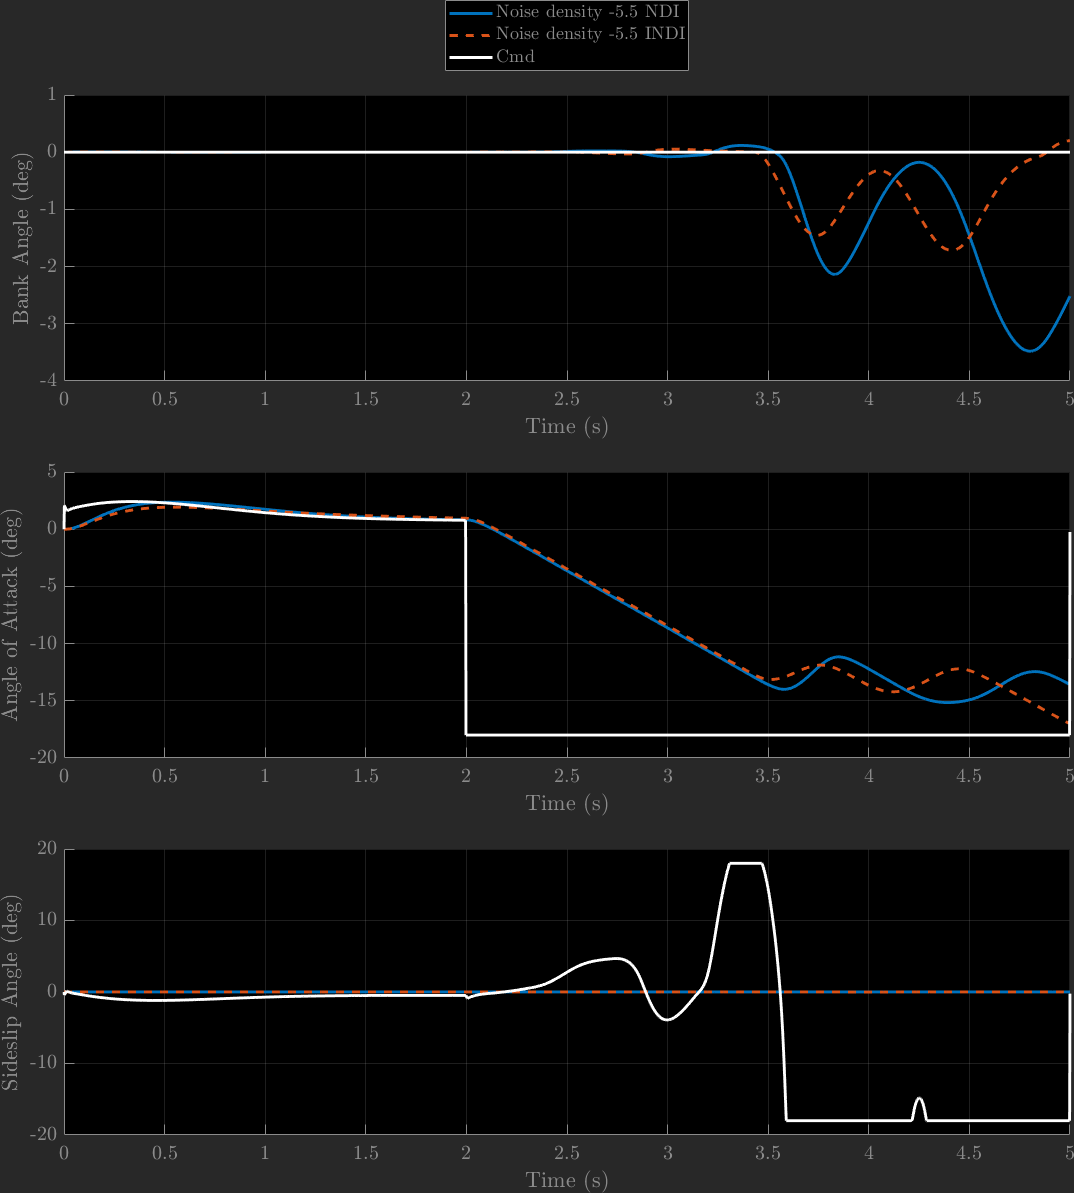 Noise density -5.5 NDI
Noise density -5.5 INDI
Cmd
1
0
-1
-2
-3
-4
Bank Angle (deg)
0 0.5 1 1.5 2 2.5 3 3.5 4 4.5 5
Time (s)
5
0
-5
-10
-15
-20
Angle of Attack (deg)
0 0.5 1 1.5 2 2.5 3 3.5 4 4.5 5
Time (s)
20
10
0
-10
-20
Sideslip Angle (deg)
0 0.5 1 1.5 2 2.5 3 3.5 4 4.5 5
Time (s)